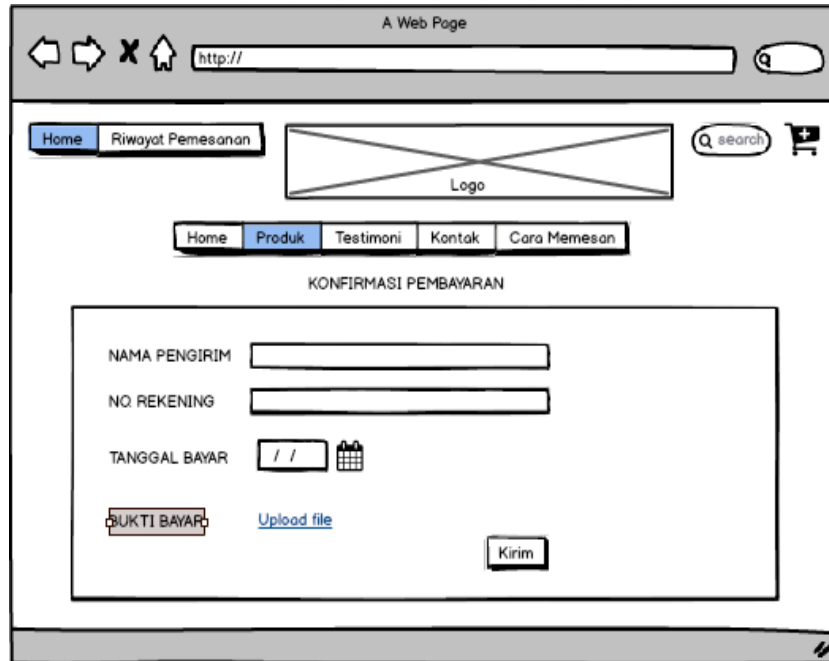 A Web Page
http://
Home Riwayat Pemesanan
search
Logo
Home Produk Testimoni Kontak Cara Memesan
KONFIRMASI PEMBAYARAN
NAMA PENGIRIM
NO. REKENING
TANGGAL BAYAR / /
BUKTI BAYAR Upload file
Kirim